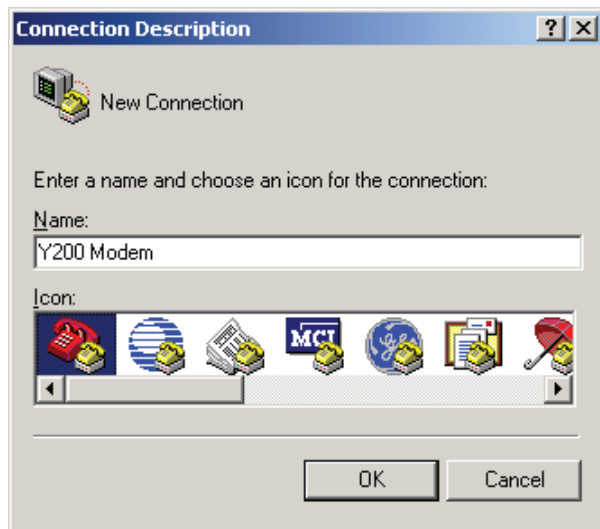 Connection Description
New Connection
Enter a name and choose an icon for the connection:
Name:
Y200 Modem
Icon:
MCI
OK Cancel